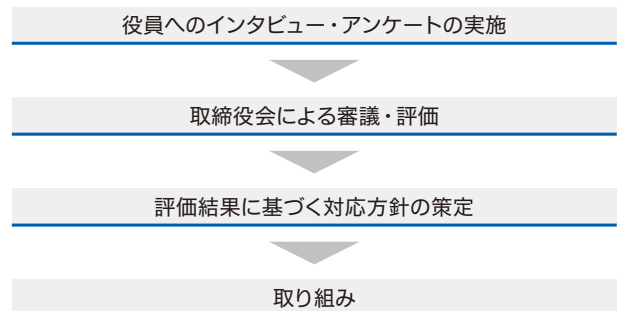 役員へのインタビュー・アンケートの実施
取締役会による審議・評価
評価結果に基づく対応方針の策定
取り組み